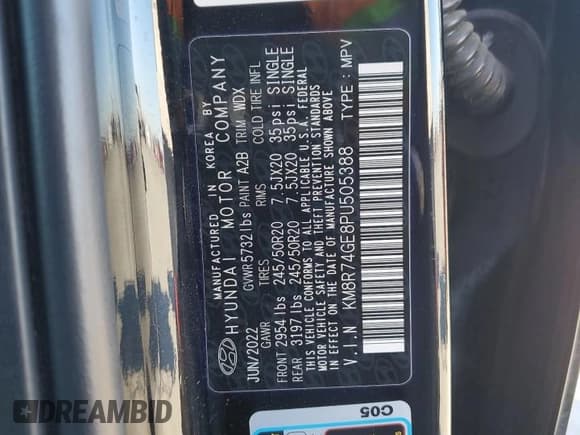 MANUFACTURED IN KOREA BY
HYUNDAI MOTOR COMPANY
JUN/2022 GVWR 5732 lbs PAINT A2B TRIM WDX
GAWR TIRES RIMS COLD TIRE INFL
FRONT 2954 lbs 245/50R20 7.5JX20 35psi SINGLE
REAR 3197 lbs 245/50R20 7.5JX20 35psi SINGLE
THIS VEHICLE CONFORMS TO ALL APPLICABLE U.S.A. FEDERAL
MOTOR VEHICLE SAFETY AND THEFT PREVENTION STANDARDS
IN EFFECT ON THE DATE OF MANUFACTURE SHOWN ABOVE
V.I.N KM8R74GE8PU505388 TYPE : MPV
C05
DREAMBID